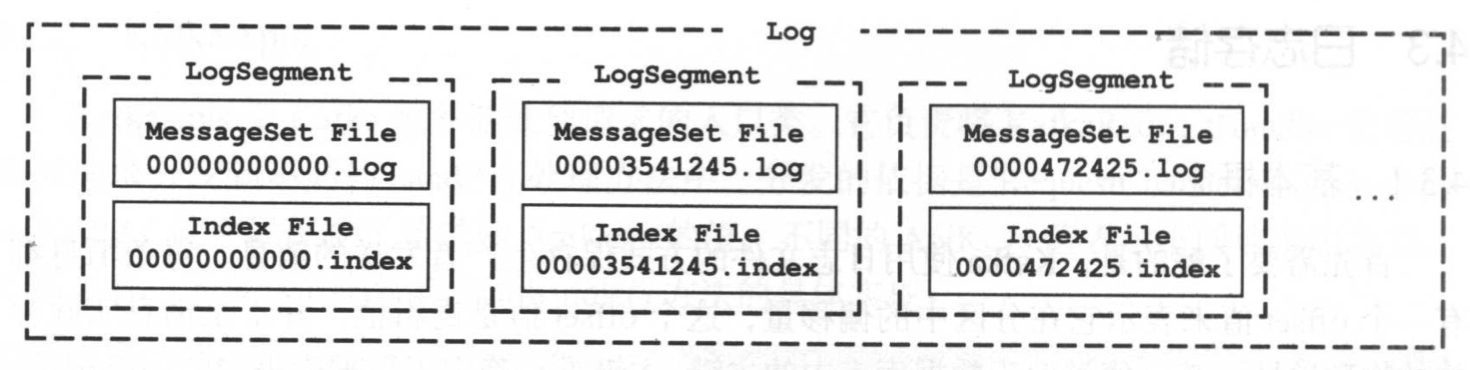 Log
LogSegment
MessageSet File
00000000000.log
Index File
00000000000.index
LogSegment
MessageSet File
00003541245.log
Index File
00003541245.index
LogSegment
MessageSet File
0000472425.log
Index File
0000472425.index
...